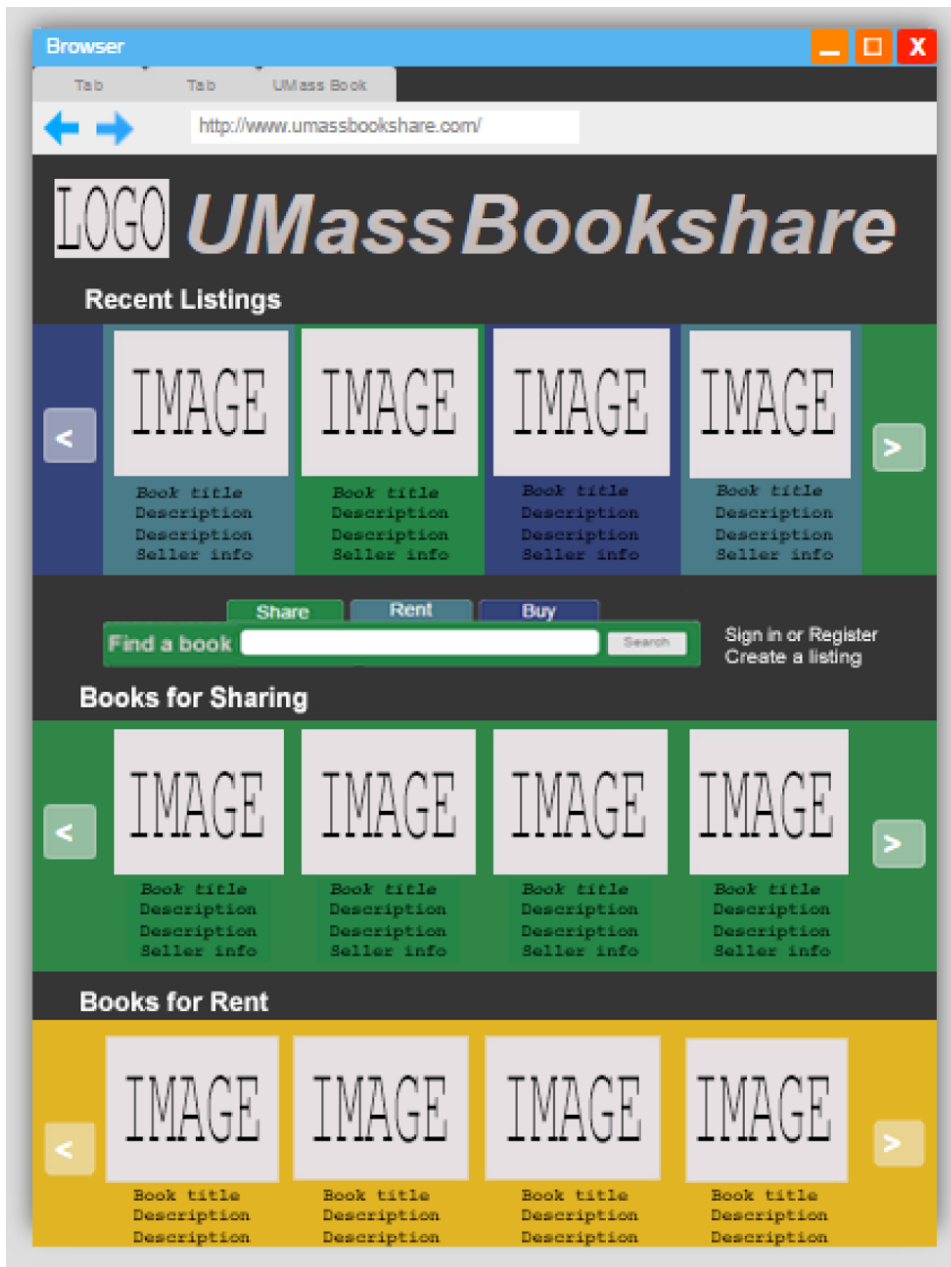 Browser
X
Tab Tab UMass Book
http://www.umassbookshare.com/
LOGO UMassBookshare
Recent Listings
IMAGE IMAGE IMAGE IMAGE
< >
Book title Book title Book title Book title
Description Description Description Description
Description Description Description Description
Seller info Seller info Seller info Seller info
Share Rent Buy
Find a book Search
Sign in or Register
Create a listing
Books for Sharing
IMAGE IMAGE IMAGE IMAGE
< >
Book title Book title Book title Book title
Description Description Description Description
Description Description Description Description
Seller info Seller info Seller info Seller info
Books for Rent
IMAGE IMAGE IMAGE IMAGE
< >
Book title Book title Book title Book title
Description Description Description Description
Description Description Description Description